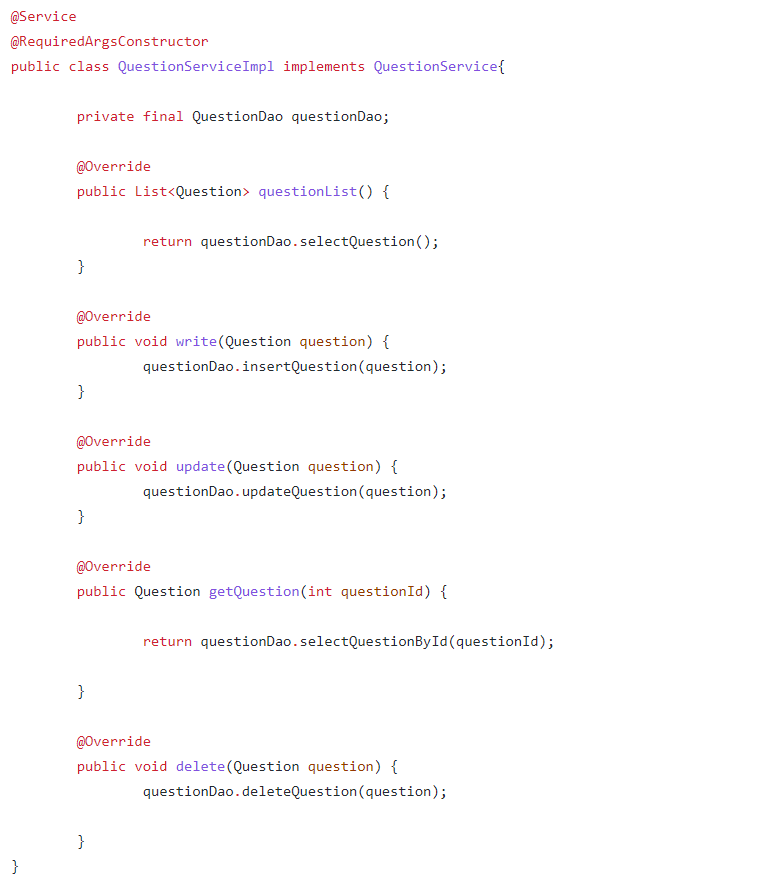 @Service
@RequiredArgsConstructor
public class QuestionServiceImpl implements QuestionService{
private final QuestionDao questionDao;
@Override
public List<Question> questionList() {
return questionDao.selectQuestion();
}
@Override
public void write(Question question) {
questionDao.insertQuestion(question);
}
@Override
public void update(Question question) {
questionDao.updateQuestion(question);
}
@Override
public Question getQuestion(int questionId) {
return questionDao.selectQuestionById(questionId);
}
@Override
public void delete(Question question) {
questionDao.deleteQuestion(question);
}
}